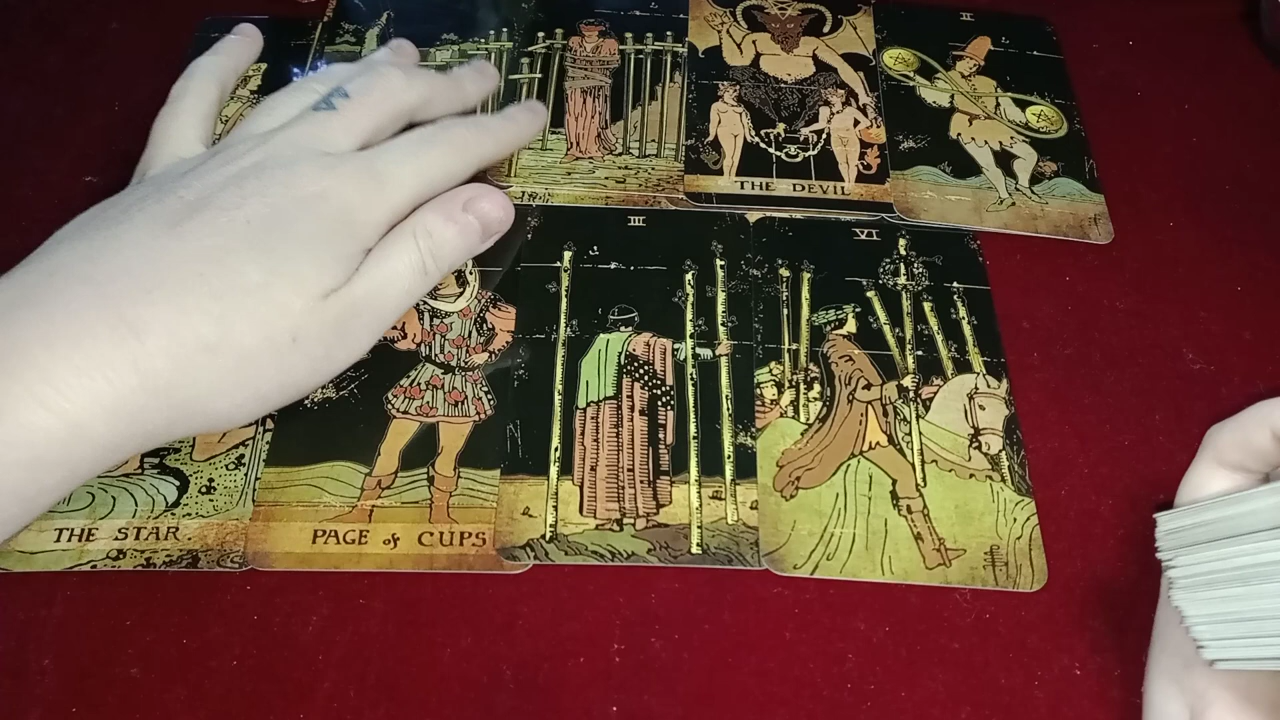 II
THE DEVIL
III
VI
THE STAR.
PAGE of CUPS